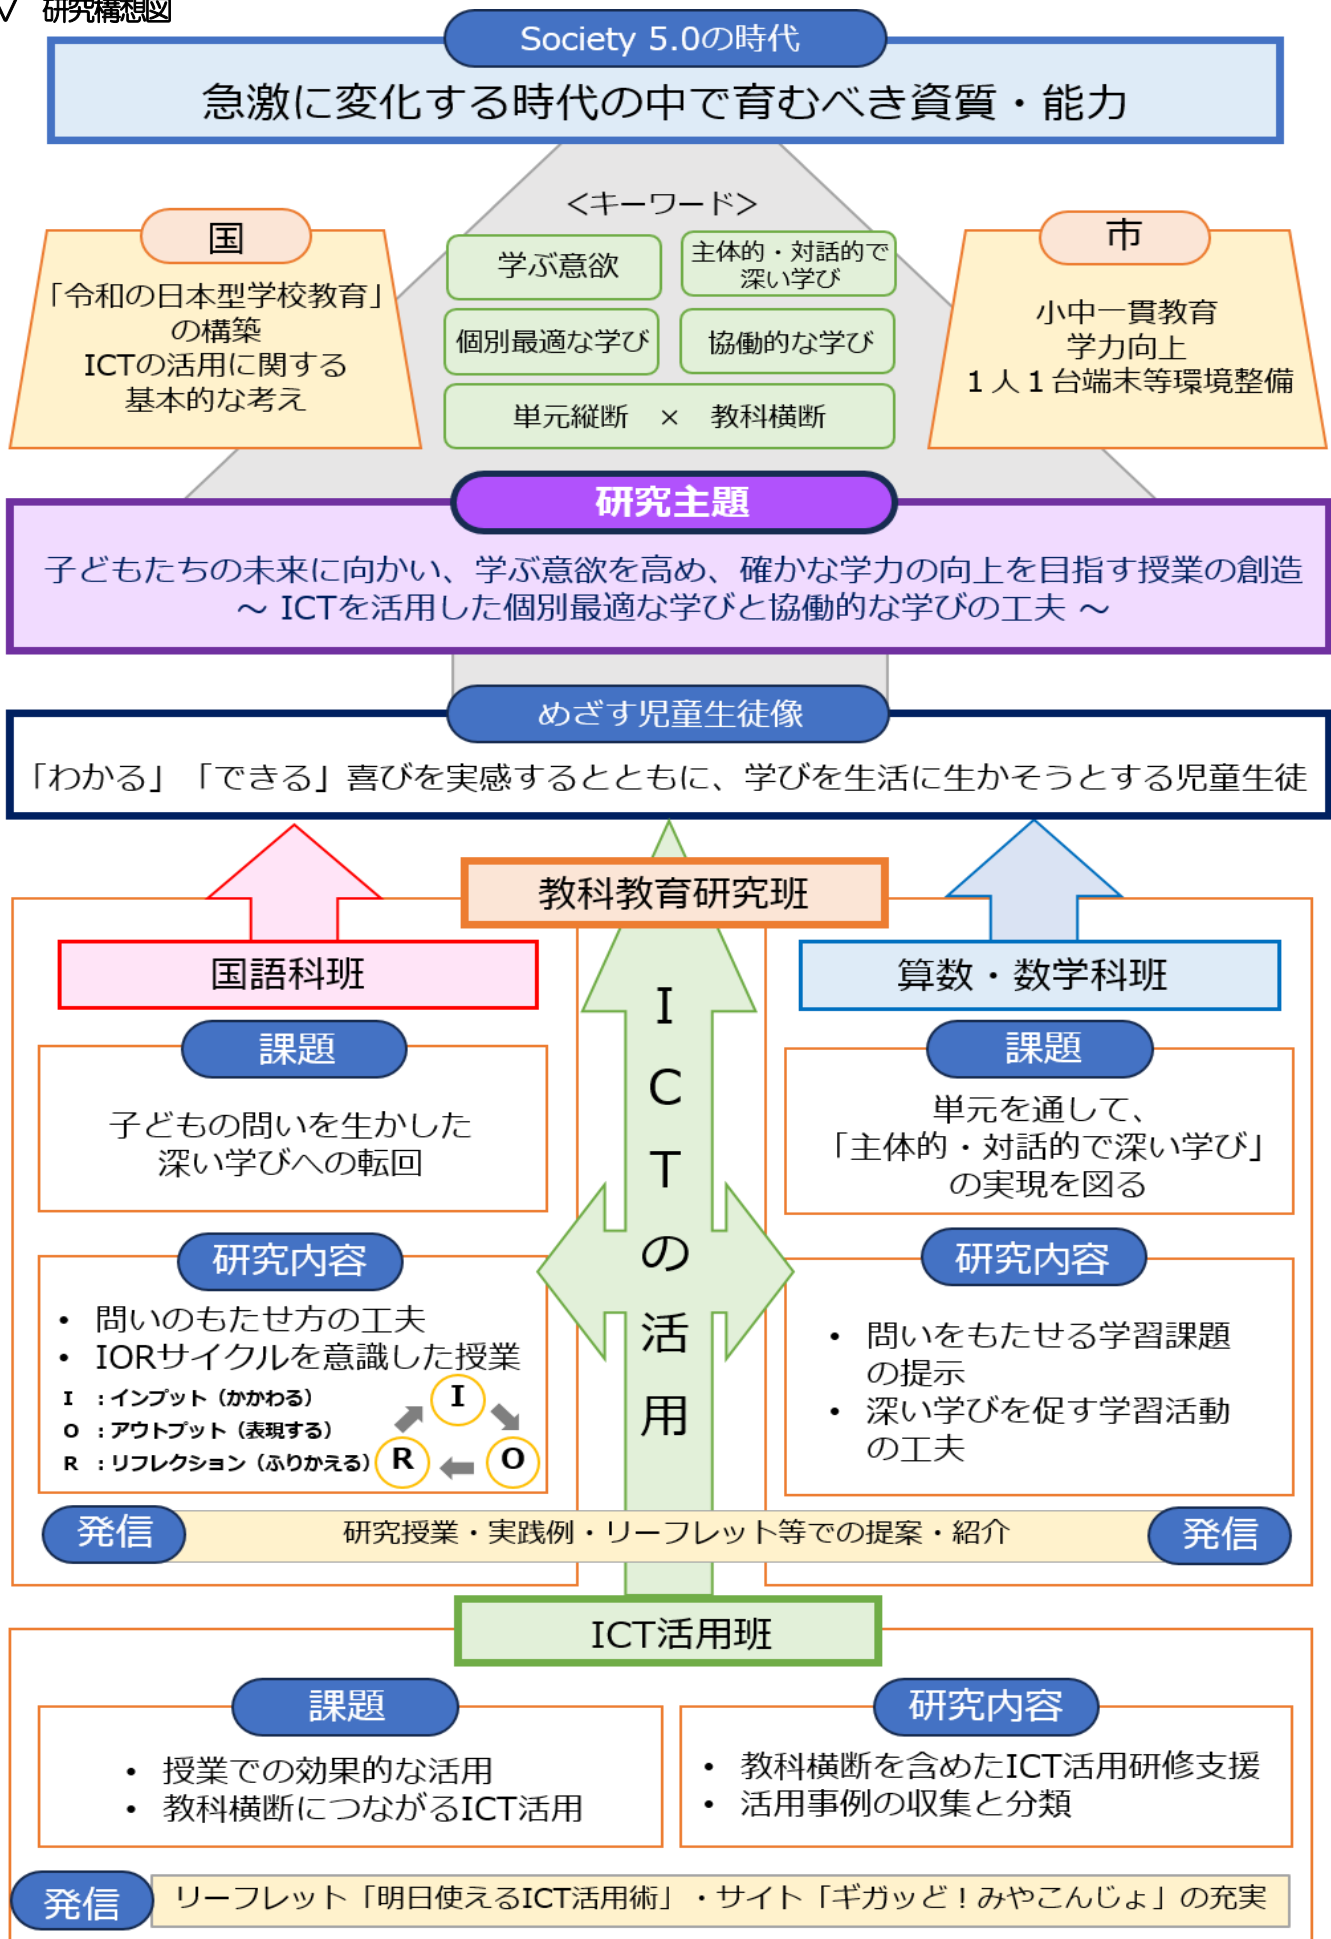 Ⅴ 研究構想図
Society 5.0の時代
急激に変化する時代の中で育むべき資質・能力
国
「令和の日本型学校教育」
の構築
ICTの活用に関する
基本的な考え
<キーワード>
学ぶ意欲
主体的・対話的で
深い学び
個別最適な学び
協働的な学び
単元縦断 × 教科横断
市
小中一貫教育
学力向上
1人1台端末等環境整備
研究主題
子どもたちの未来に向かい、学ぶ意欲を高め、確かな学力の向上を目指す授業の創造
～ ICTを活用した個別最適な学びと協働的な学びの工夫 ～
めざす児童生徒像
「わかる」「できる」喜びを実感するとともに、学びを生活に生かそうとする児童生徒
教科教育研究班
国語科班
課題
子どもの問いを生かした
深い学びへの転回
研究内容
• 問いのもたせ方の工夫
• IORサイクルを意識した授業
I ：インプット（かかわる）
O ：アウトプット（表現する）
R ：リフレクション（ふりかえる）
I
R
O
ICTの活用
算数・数学科班
課題
単元を通して、
「主体的・対話的で深い学び」
の実現を図る
研究内容
• 問いをもたせる学習課題
の提示
• 深い学びを促す学習活動
の工夫
発信
研究授業・実践例・リーフレット等での提案・紹介
発信
ICT活用班
課題
• 授業での効果的な活用
• 教科横断につながるICT活用
研究内容
• 教科横断を含めたICT活用研修支援
• 活用事例の収集と分類
発信
リーフレット「明日使えるICT活用術」・サイト「ギガッど！みやこんじょ」の充実